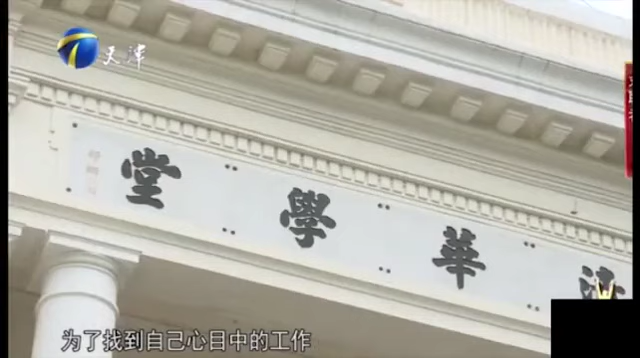 天津
清華學堂
为了找到自己心目中的工作